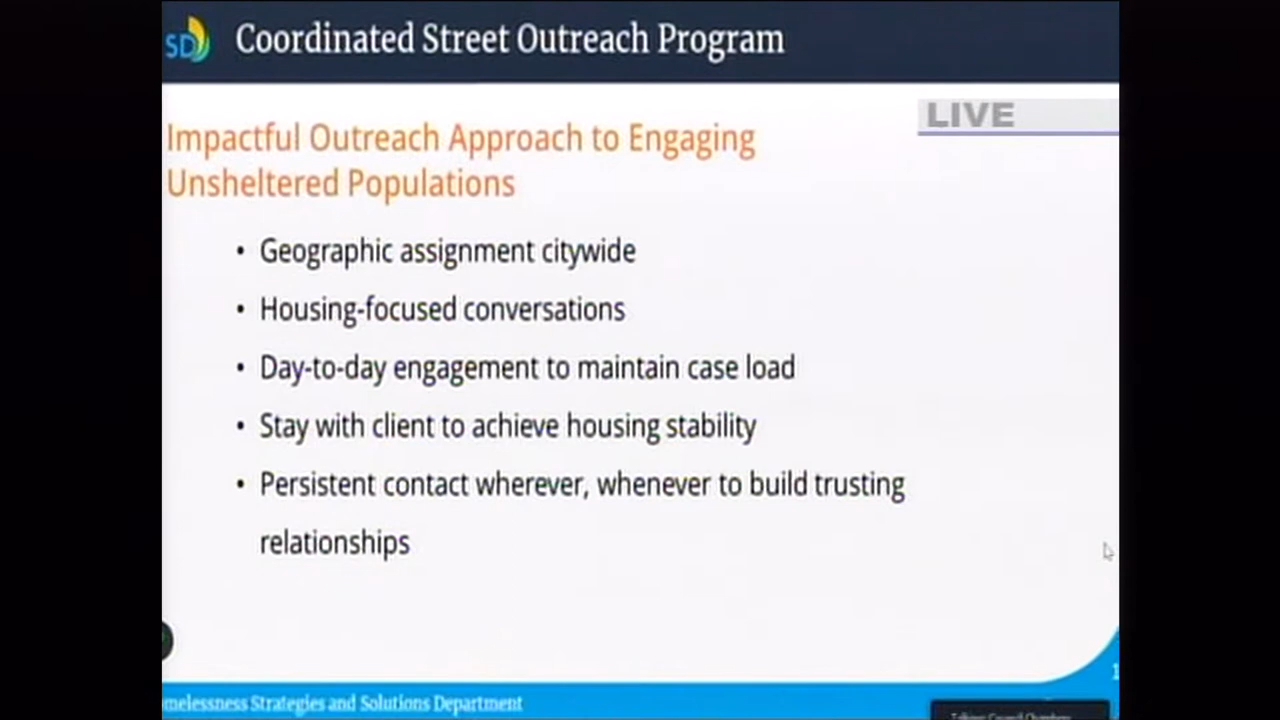 SD Coordinated Street Outreach Program
LIVE
Impactful Outreach Approach to Engaging
Unsheltered Populations
• Geographic assignment citywide
• Housing-focused conversations
• Day-to-day engagement to maintain case load
• Stay with client to achieve housing stability
• Persistent contact wherever, whenever to build trusting
relationships
melessness Strategies and Solutions Department